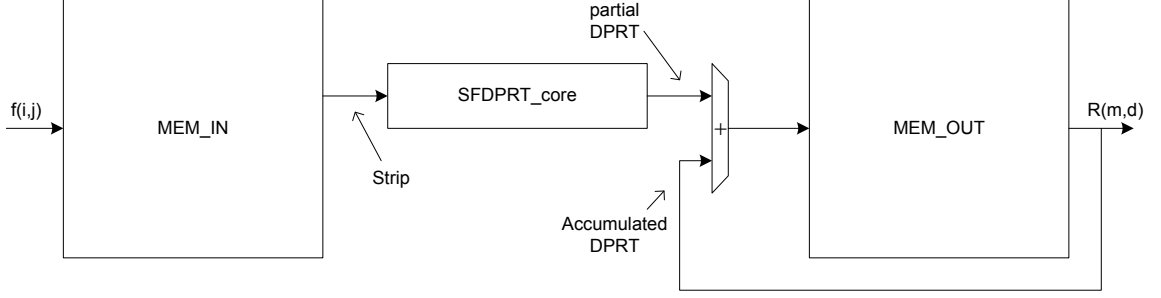 partial
DPRT
SFDPRT_core
f(i,j)
MEM_IN
+
MEM_OUT
R(m,d)
Strip
Accumulated
DPRT